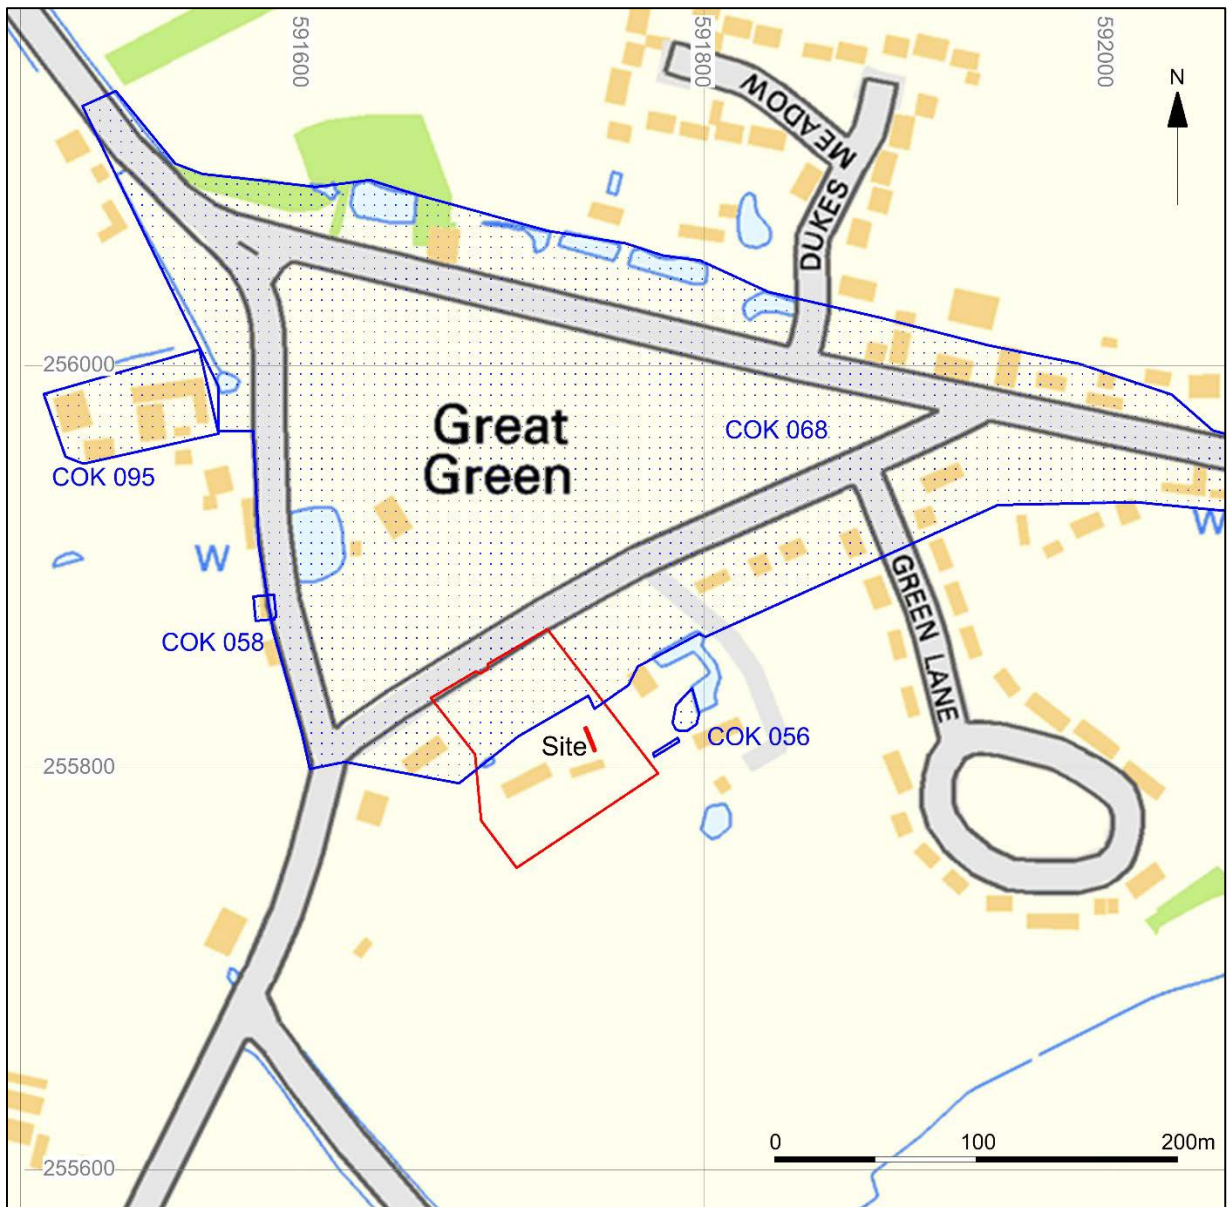 591600
591800
592000
N
MEADOW
DUKES
256000
Great
Green
COK 068
COK 095
W
W
GREEN LANE
COK 058
Site
COK 056
255800
0 100 200m
255600